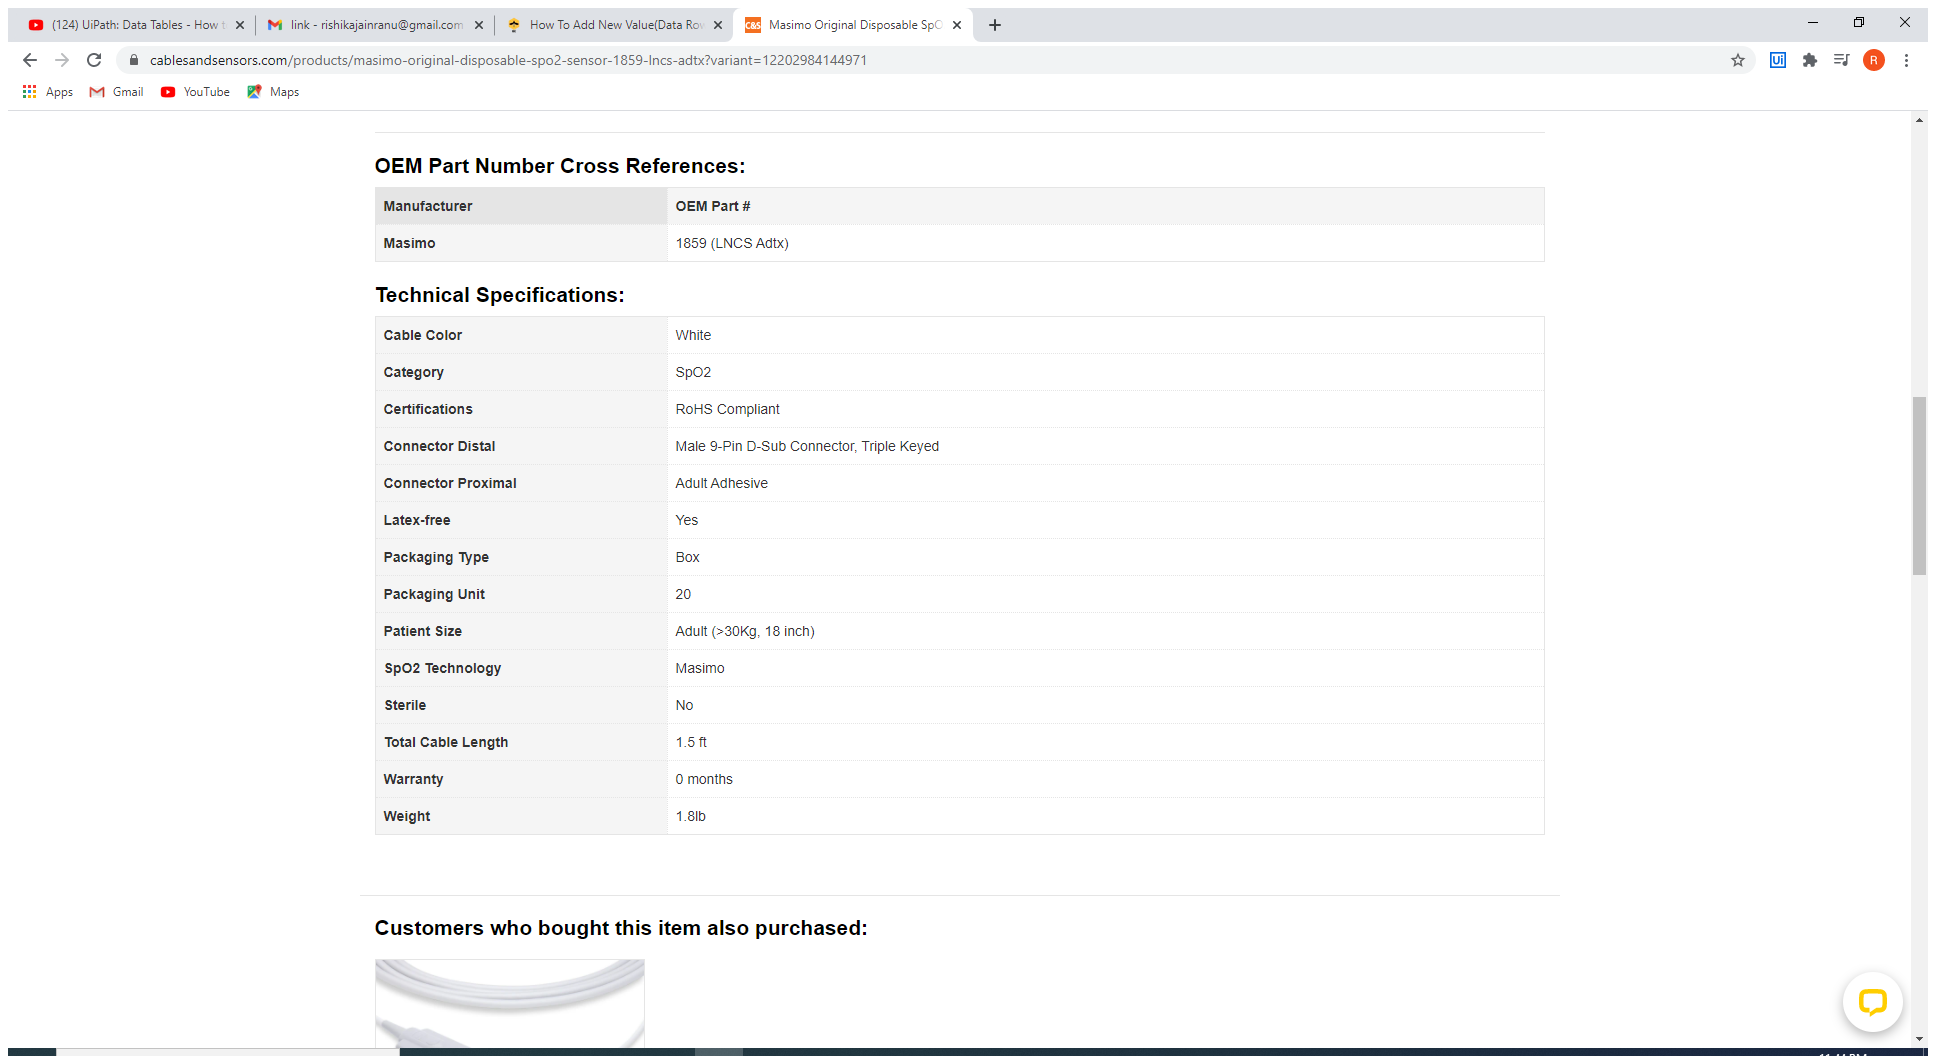 (124) UiPath: Data Tables - How t
link - rishikajainranu@gmail.com
How To Add New Value(Data Row
C&S Masimo Original Disposable SpO
cablesandsensors.com/products/masimo-original-disposable-spo2-sensor-1859-lncs-adtx?variant=12202984144971
Ui
R
Apps Gmail YouTube Maps
OEM Part Number Cross References:
Manufacturer OEM Part #
Masimo 1859 (LNCS Adtx)
Technical Specifications:
Cable Color White
Category SpO2
Certifications RoHS Compliant
Connector Distal Male 9-Pin D-Sub Connector, Triple Keyed
Connector Proximal Adult Adhesive
Latex-free Yes
Packaging Type Box
Packaging Unit 20
Patient Size Adult (>30Kg, 18 inch)
SpO2 Technology Masimo
Sterile No
Total Cable Length 1.5 ft
Warranty 0 months
Weight 1.8lb
Customers who bought this item also purchased: